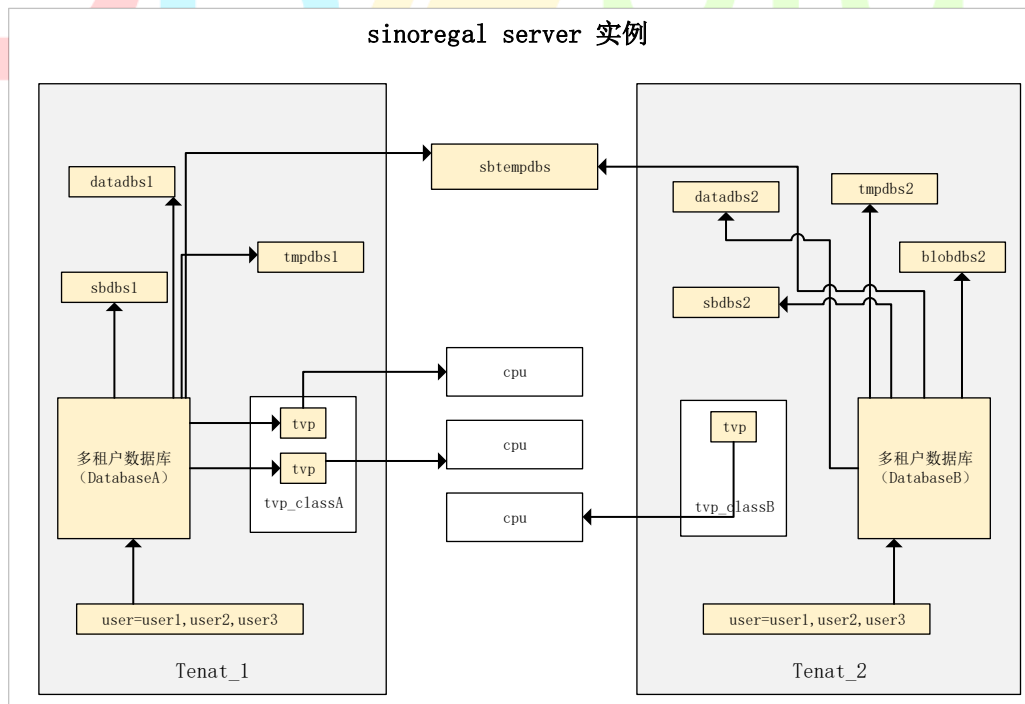 sinoregal server 实例
sbtempdbs
datadbs1
tmpdbs1
sbdbs1
多租户数据库
（DatabaseA）
tvp
tvp
tvp_classA
user=user1,user2,user3
Tenat_1
cpu
cpu
cpu
datadbs2
tmpdbs2
blobdbs2
sbdbs2
tvp
tvp_classB
多租户数据库
（DatabaseB）
user=user1,user2,user3
Tenat_2